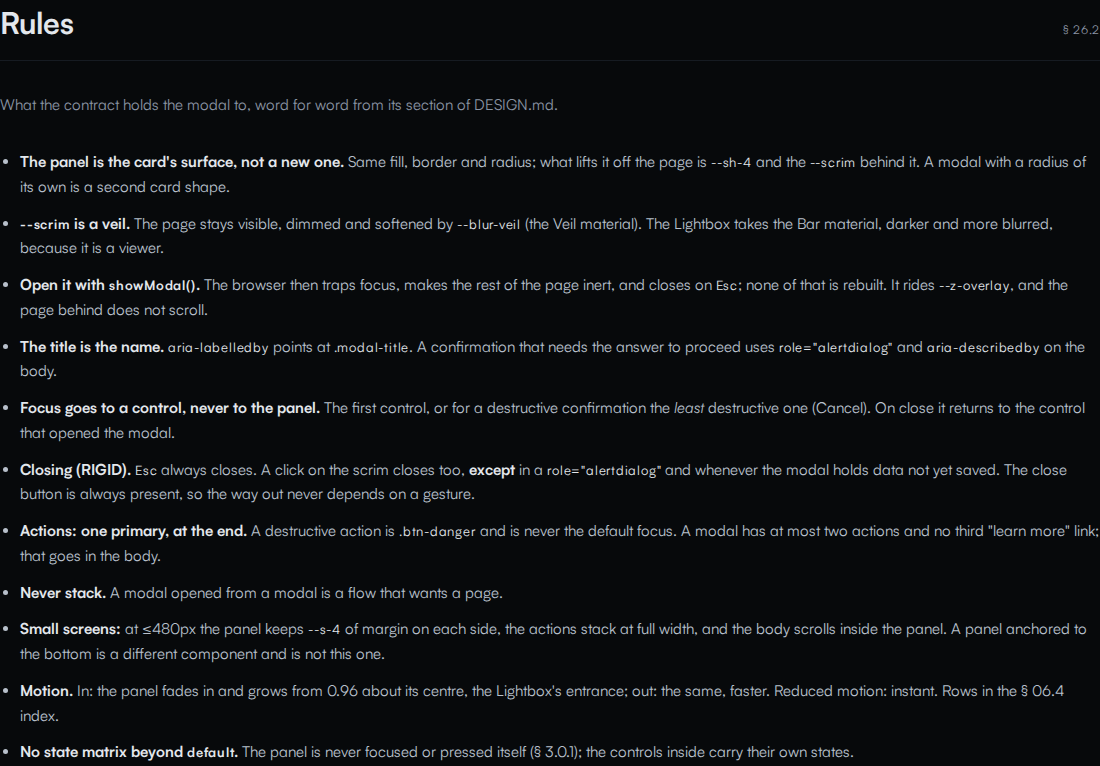 Rules
§ 26.2
What the contract holds the modal to, word for word from its section of DESIGN.md.
• The panel is the card's surface, not a new one. Same fill, border and radius; what lifts it off the page is --sh-4 and the --scrim behind it. A modal with a radius of
its own is a second card shape.
• --scrim is a veil. The page stays visible, dimmed and softened by --blur-veil (the Veil material). The Lightbox takes the Bar material, darker and more blurred,
because it is a viewer.
• Open it with showModal(). The browser then traps focus, makes the rest of the page inert, and closes on Esc; none of that is rebuilt. It rides --z-overlay, and the
page behind does not scroll.
• The title is the name. aria-labelledby points at .modal-title. A confirmation that needs the answer to proceed uses role="alertdialog" and aria-describedby on the
body.
• Focus goes to a control, never to the panel. The first control, or for a destructive confirmation the least destructive one (Cancel). On close it returns to the control
that opened the modal.
• Closing (RIGID). Esc always closes. A click on the scrim closes too, except in a role="alertdialog" and whenever the modal holds data not yet saved. The close
button is always present, so the way out never depends on a gesture.
• Actions: one primary, at the end. A destructive action is .btn-danger and is never the default focus. A modal has at most two actions and no third "learn more" link;
that goes in the body.
• Never stack. A modal opened from a modal is a flow that wants a page.
• Small screens: at ≤480px the panel keeps --s-4 of margin on each side, the actions stack at full width, and the body scrolls inside the panel. A panel anchored to
the bottom is a different component and is not this one.
• Motion. In: the panel fades in and grows from 0.96 about its centre, the Lightbox's entrance; out: the same, faster. Reduced motion: instant. Rows in the § 06.4
index.
• No state matrix beyond default. The panel is never focused or pressed itself (§ 3.0.1); the controls inside carry their own states.